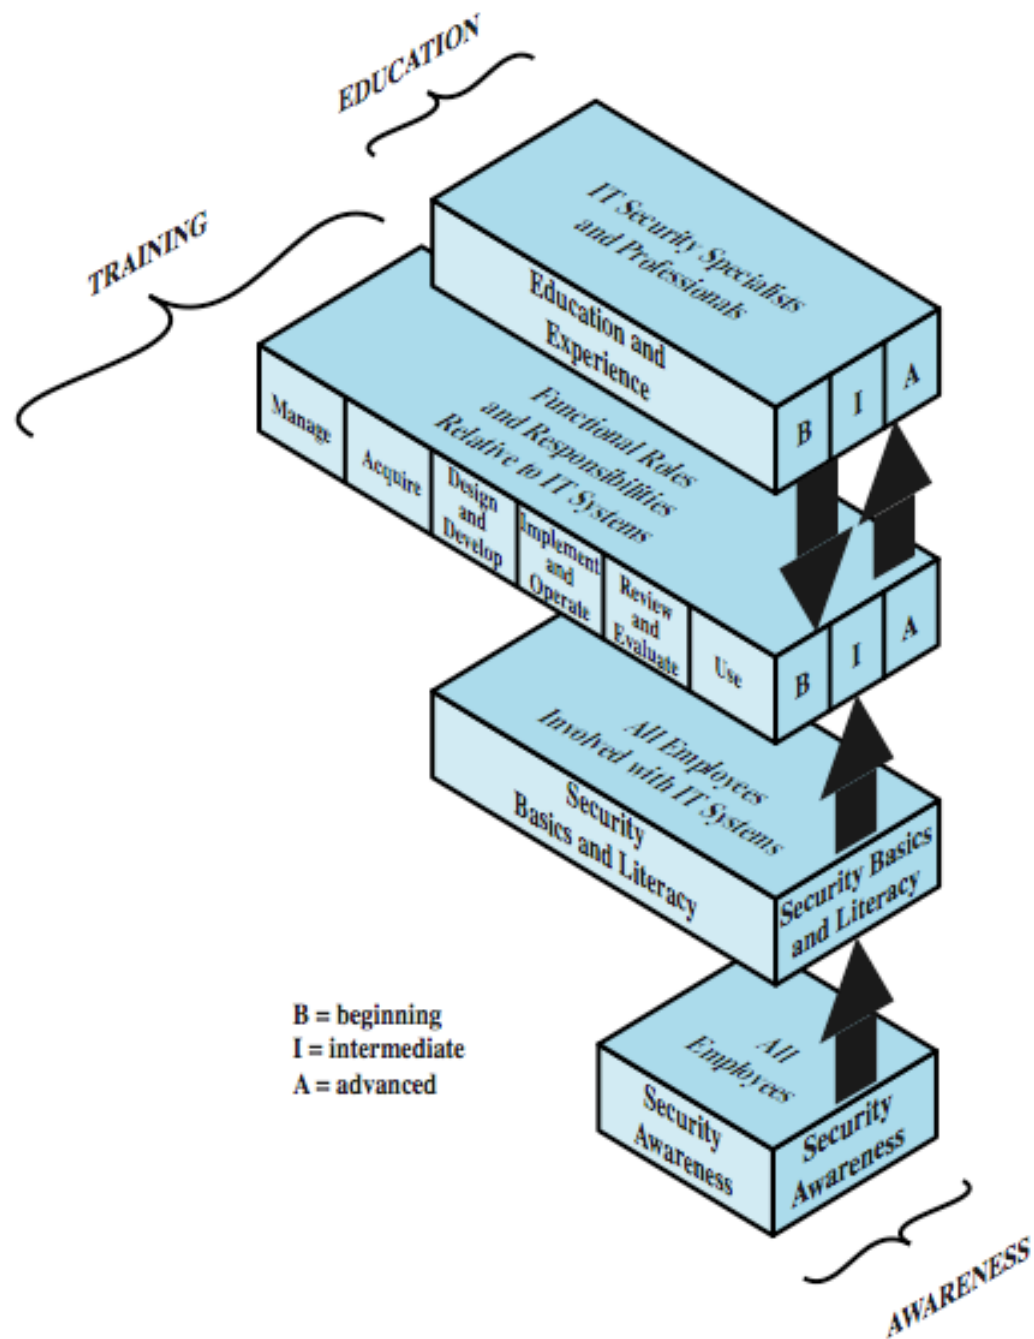 EDUCATION
TRAINING
IT Security Specialists
and Professionals
Education and
Experience
B
I
A
Functional Roles
and Responsibilities
Relative to IT Systems
Manage
Acquire
Design
and
Develop
Implement
and
Operate
Review
and
Evaluate
Use
B
I
A
All Employees
Involved with IT Systems
Security
Basics and Literacy
Security Basics
and Literacy
B = beginning
I = intermediate
A = advanced
All
Employees
Security
Awareness
Security
Awareness
AWARENESS